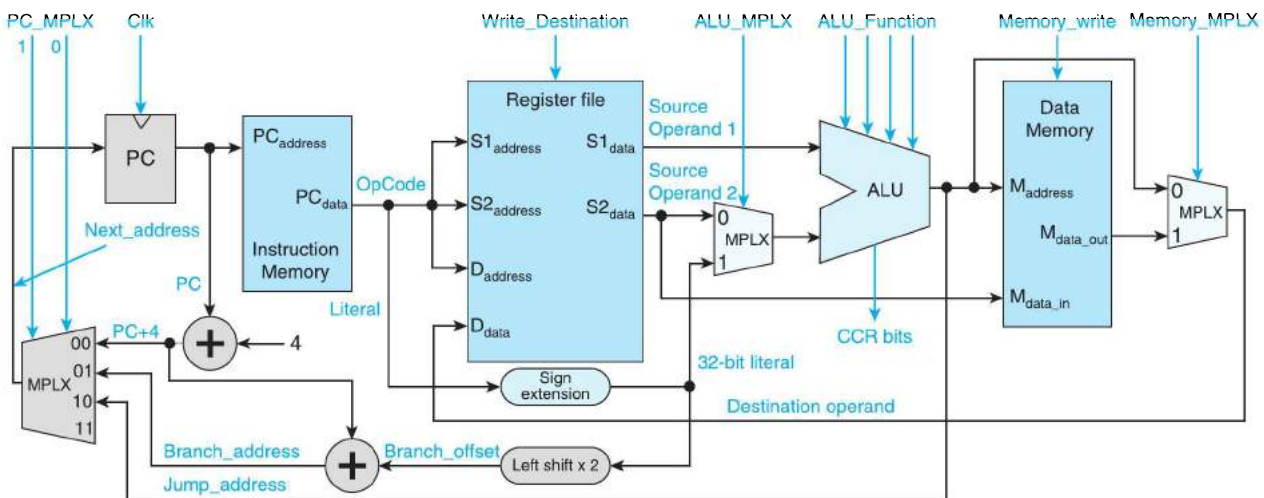 PC_MPLX Clk Write_Destination ALU_MPLX ALU_Function Memory_write Memory_MPLX
1 0
Register file
Source
Operand 1
Data
Memory
PC
PCaddress
S1address
S1data
ALU
0
MPLX
1
OpCode
PCdata
S2address
S2data
Source
Operand 2
0
MPLX
1
Maddress
Mdata_out
Next_address
Instruction
Memory
Daddress
PC
Literal
Ddata
Mdata_in
CCR bits
PC+4
+
4
00
01
10
11
MPLX
Sign
extension
32-bit literal
Destination operand
Branch_address
+
Branch_offset
Left shift x 2
Jump_address